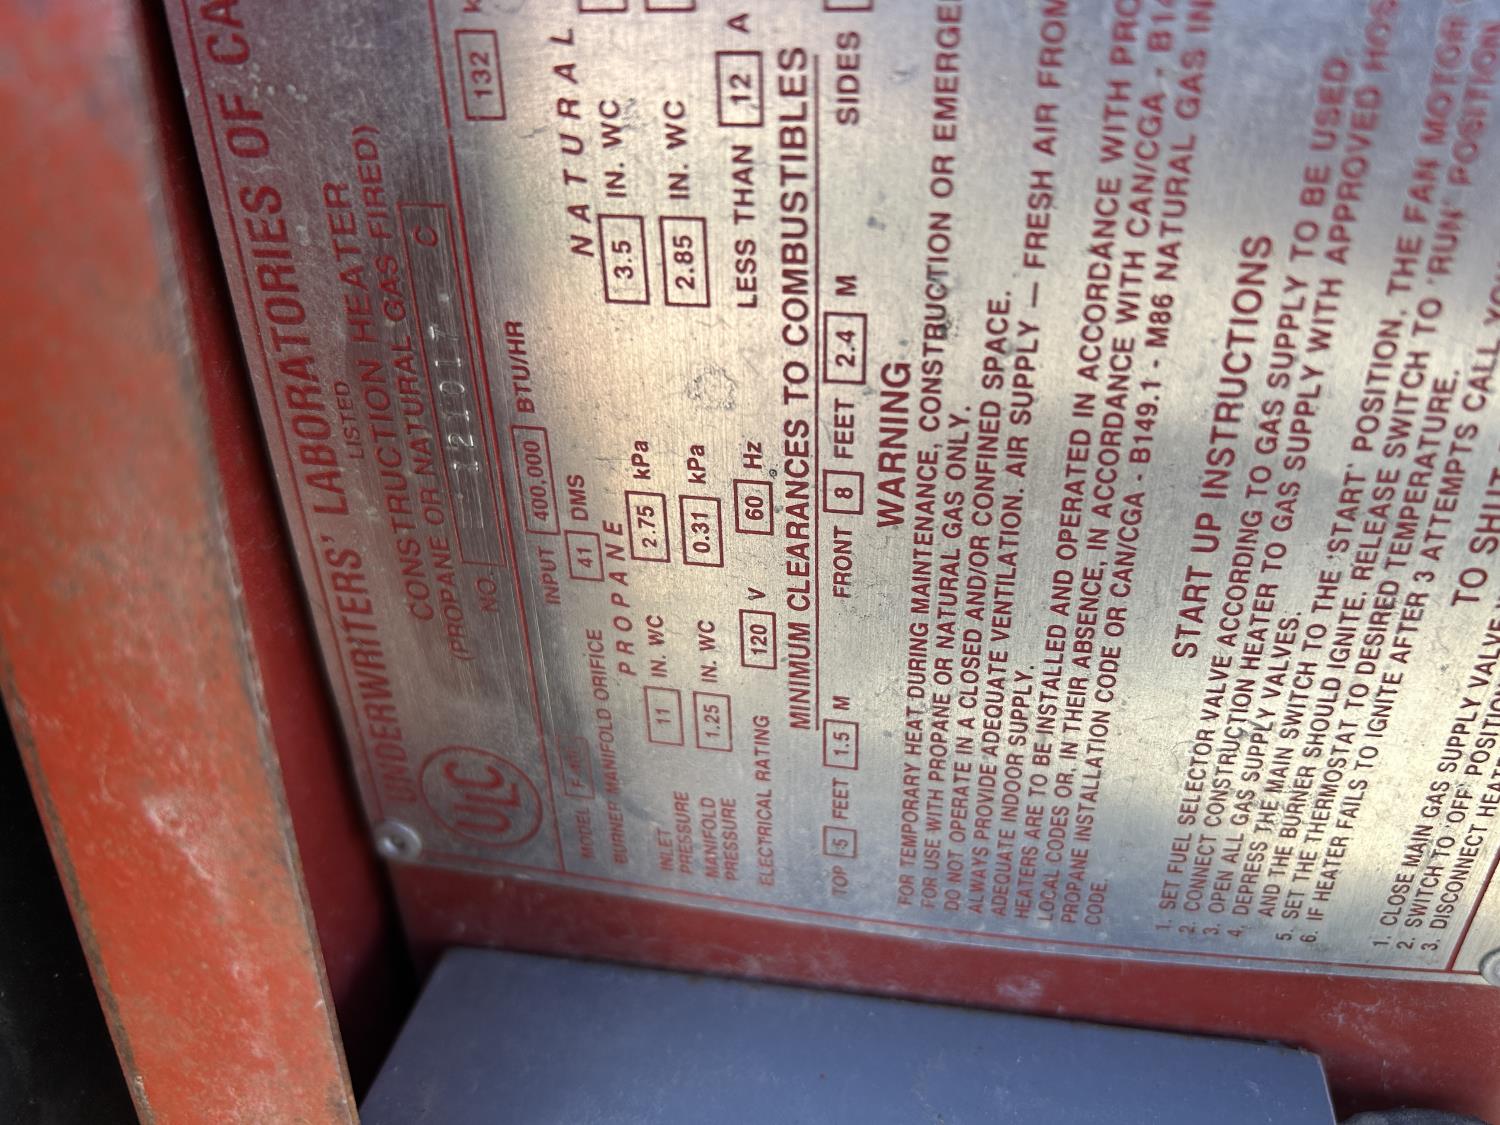 UNDERWRITERS' LABORATORIES OF CA
LISTED
CONSTRUCTION HEATER
(PROPANE OR NATURAL GAS FIRED)
ULC
NO. 121017 C
INPUT 400,000 BTU/HR 132 K
MODEL
BURNER MANIFOLD ORIFICE 41 DMS
PROPANE NATURAL
INLET PRESSURE 11 IN. WC 2.75 kPa 3.5 IN. WC
MANIFOLD PRESSURE 1.25 IN. WC 0.31 kPa 2.85 IN. WC
ELECTRICAL RATING 120 V 60 Hz LESS THAN 12 A
MINIMUM CLEARANCES TO COMBUSTIBLES
TOP 5 FEET 1.5 M FRONT 8 FEET 2.4 M SIDES
WARNING
FOR TEMPORARY HEAT DURING MAINTENANCE, CONSTRUCTION OR EMERGE
FOR USE WITH PROPANE OR NATURAL GAS ONLY.
DO NOT OPERATE IN A CLOSED AND/OR CONFINED SPACE.
ALWAYS PROVIDE ADEQUATE VENTILATION. AIR SUPPLY — FRESH AIR FROM
ADEQUATE INDOOR SUPPLY.
HEATERS ARE TO BE INSTALLED AND OPERATED IN ACCORDANCE WITH PRO
LOCAL CODES OR, IN THEIR ABSENCE, IN ACCORDANCE WITH CAN/CGA - B14
PROPANE INSTALLATION CODE OR CAN/CGA - B149.1 - M86 NATURAL GAS IN
CODE.
START UP INSTRUCTIONS
1. SET FUEL SELECTOR VALVE ACCORDING TO GAS SUPPLY TO BE USED
2. CONNECT CONSTRUCTION HEATER TO GAS SUPPLY WITH APPROVED HOS
3. OPEN ALL GAS SUPPLY VALVES.
4. DEPRESS THE MAIN SWITCH TO THE 'START' POSITION, THE FAN MOTOR
AND THE BURNER SHOULD IGNITE. RELEASE SWITCH TO 'RUN' POSITION
5. SET THE THERMOSTAT TO DESIRED TEMPERATURE.
6. IF HEATER FAILS TO IGNITE AFTER 3 ATTEMPTS CALL YOU
TO SHUT
1. CLOSE MAIN GAS SUPPLY VALVE
2. SWITCH TO 'OFF' POSITION
3. DISCONNECT HEATE